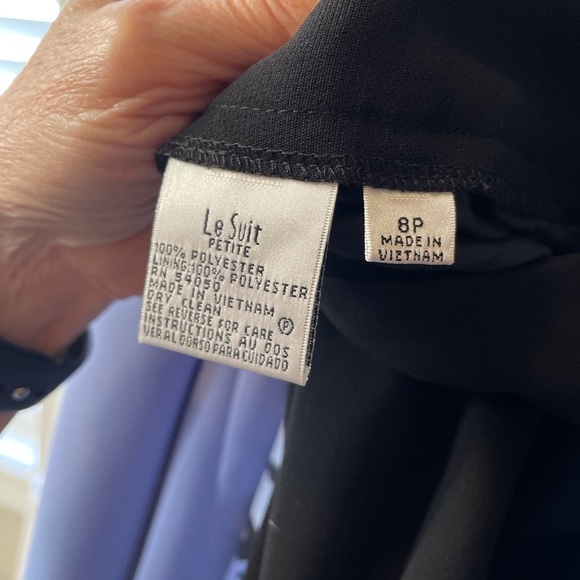 Le Suit
PETITE
100% POLYESTER
LINING:100% POLYESTER
RN 54050
MADE IN VIETNAM
DRY CLEAN
P
SEE REVERSE FOR CARE
INSTRUCTIONS AU DOS
VER AL DORSO PARA CUIDADO
8P
MADE IN
VIETNAM